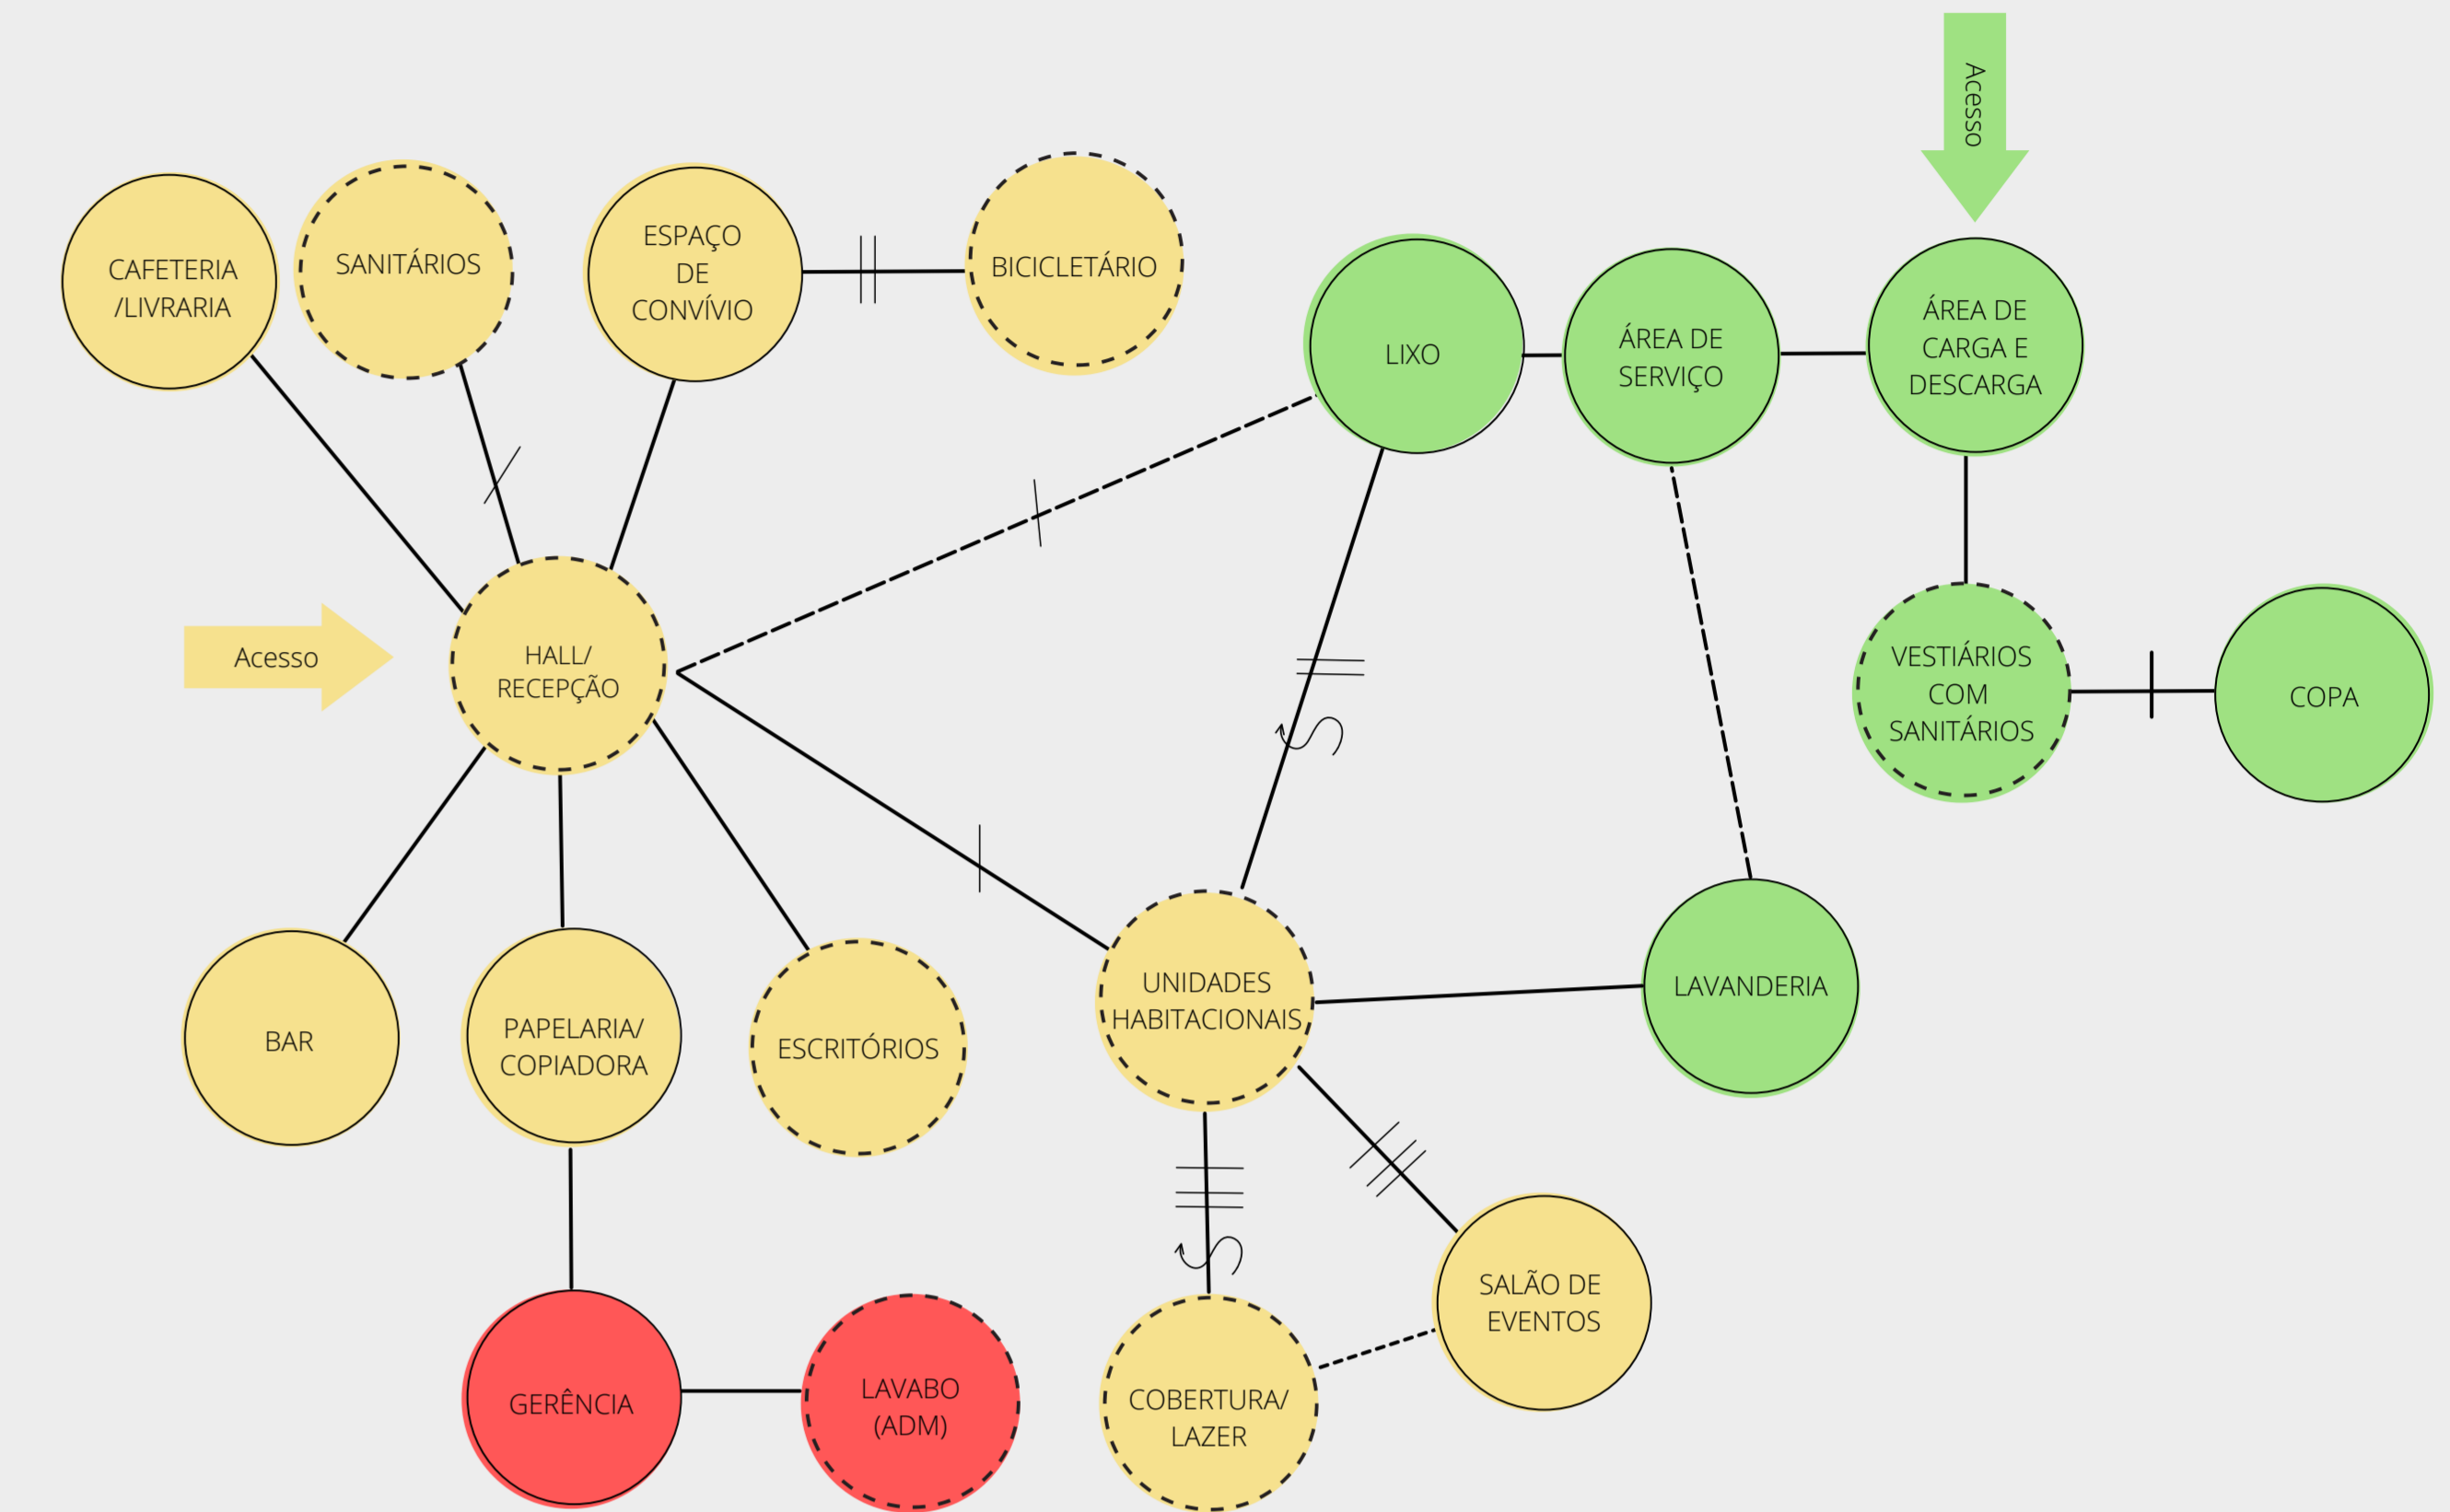 Acesso
CAFETERIA
/LIVRARIA
SANITÁRIOS
ESPAÇO
DE
CONVÍVIO
BICICLETÁRIO
LIXO
ÁREA DE
SERVIÇO
ÁREA DE
CARGA E
DESCARGA
Acesso
HALL/
RECEPÇÃO
VESTIÁRIOS
COM
SANITÁRIOS
COPA
BAR
PAPELARIA/
COPIADORA
ESCRITÓRIOS
UNIDADES
HABITACIONAIS
LAVANDERIA
SALÃO DE
EVENTOS
GERÊNCIA
LAVABO
(ADM)
COBERTURA/
LAZER